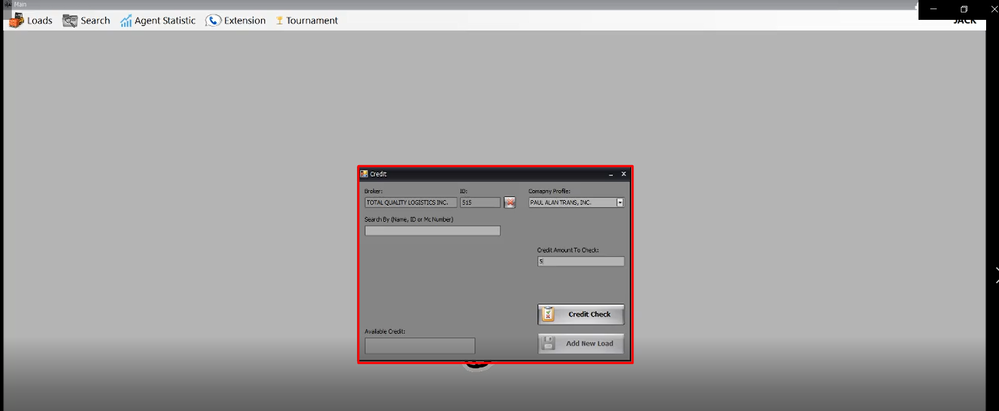 Main
Loads Search Agent Statistic Extension Tournament JACK
Credit
Broker: ID: Comapny Profile:
TOTAL QUALITY LOGISTICS INC. 515 PAUL ALAN TRANS, INC.
Search By (Name, ID or Mc Number)
Credit Amount To Check:
5
Credit Check
Available Credit:
Add New Load